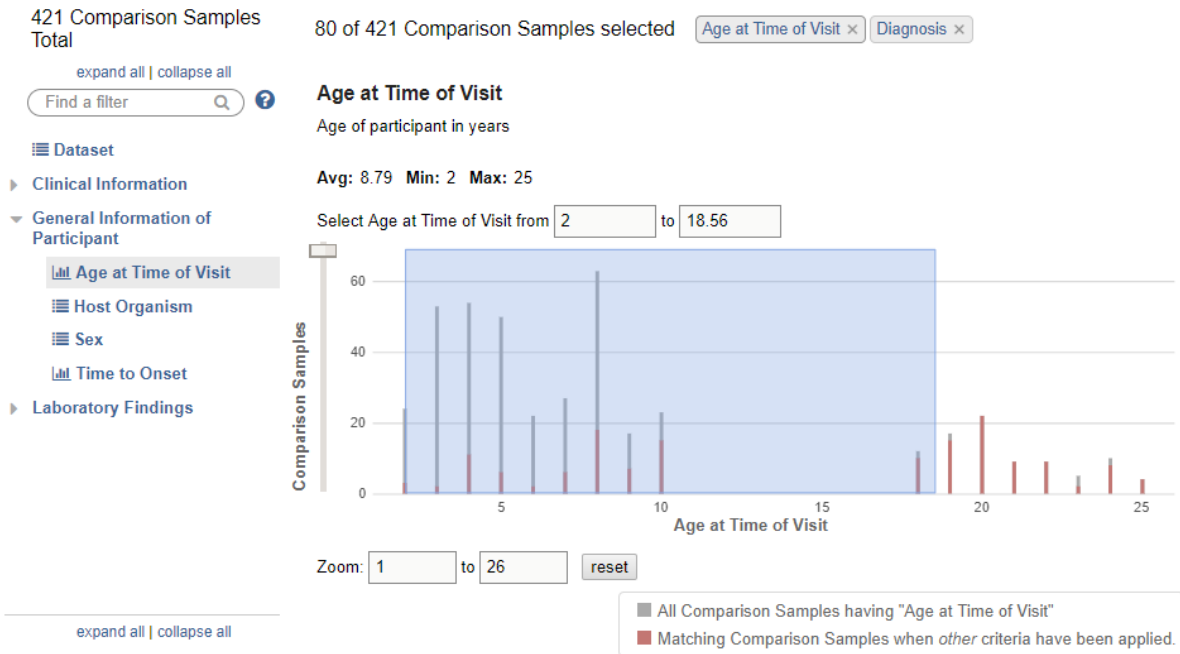 421 Comparison Samples
Total
expand all | collapse all
Find a filter
Dataset
Clinical Information
General Information of
Participant
Age at Time of Visit
Host Organism
Sex
Time to Onset
Laboratory Findings
expand all | collapse all
80 of 421 Comparison Samples selected
Age at Time of Visit ×
Diagnosis ×
Age at Time of Visit
Age of participant in years
Avg: 8.79 Min: 2 Max: 25
Select Age at Time of Visit from 2 to 18.56
Comparison Samples
60
40
20
0
5 10 15 20 25
Age at Time of Visit
Zoom: 1 to 26 reset
All Comparison Samples having "Age at Time of Visit"
Matching Comparison Samples when other criteria have been applied.